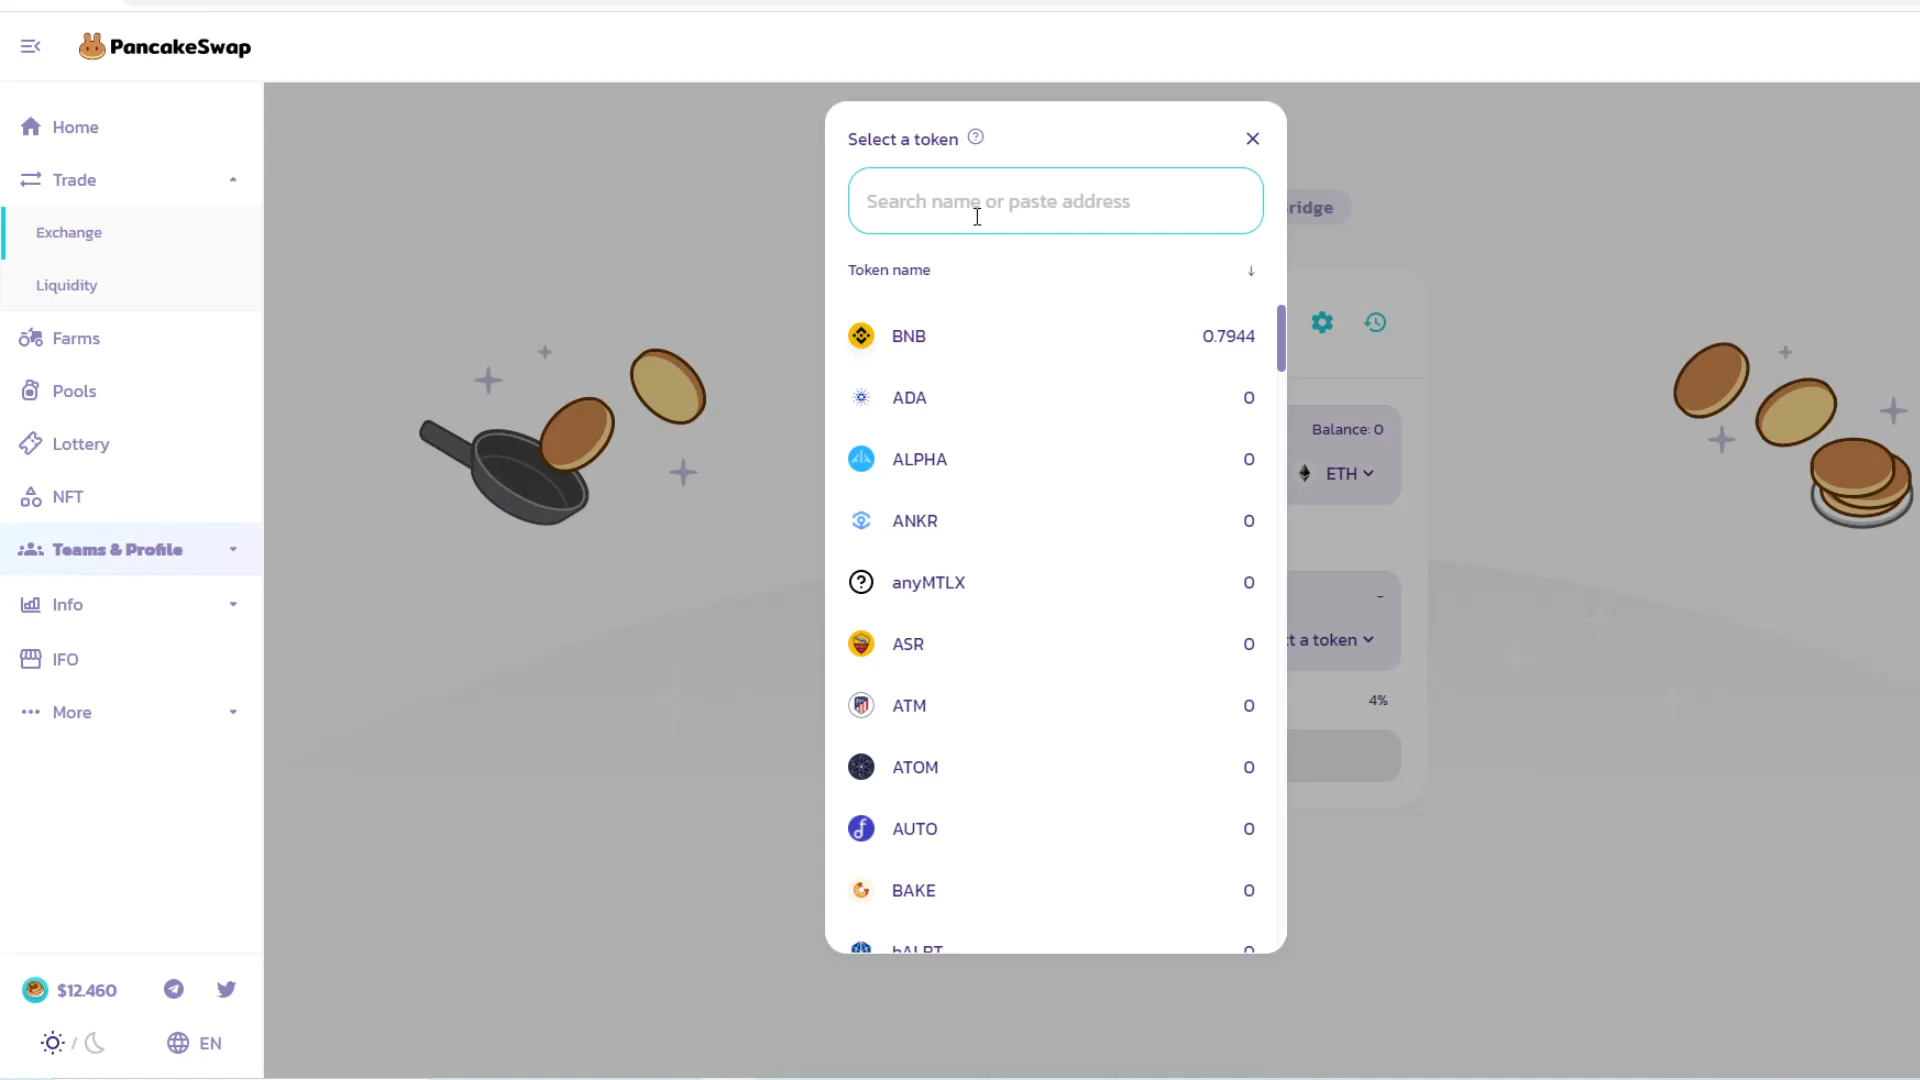 PancakeSwap
Home
Trade
Exchange
Liquidity
Farms
Pools
Lottery
NFT
Teams & Profile
Info
IFO
More
$12.460
/
EN
Select a token
Search name or paste address
Token name ↓
BNB 0.7944
ADA 0
ALPHA 0
ANKR 0
anyMTLX 0
ASR 0
ATM 0
ATOM 0
AUTO 0
BAKE 0
ridge
Balance: 0
ETH
-
t a token
4%